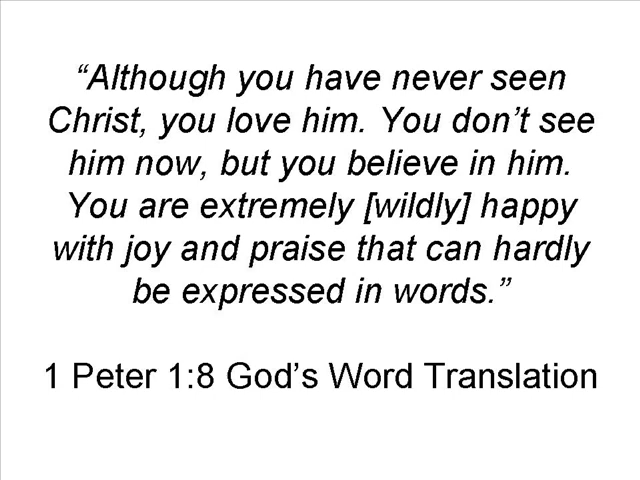 “Although you have never seen
Christ, you love him. You don’t see
him now, but you believe in him.
You are extremely [wildly] happy
with joy and praise that can hardly
be expressed in words.”
1 Peter 1:8 God’s Word Translation